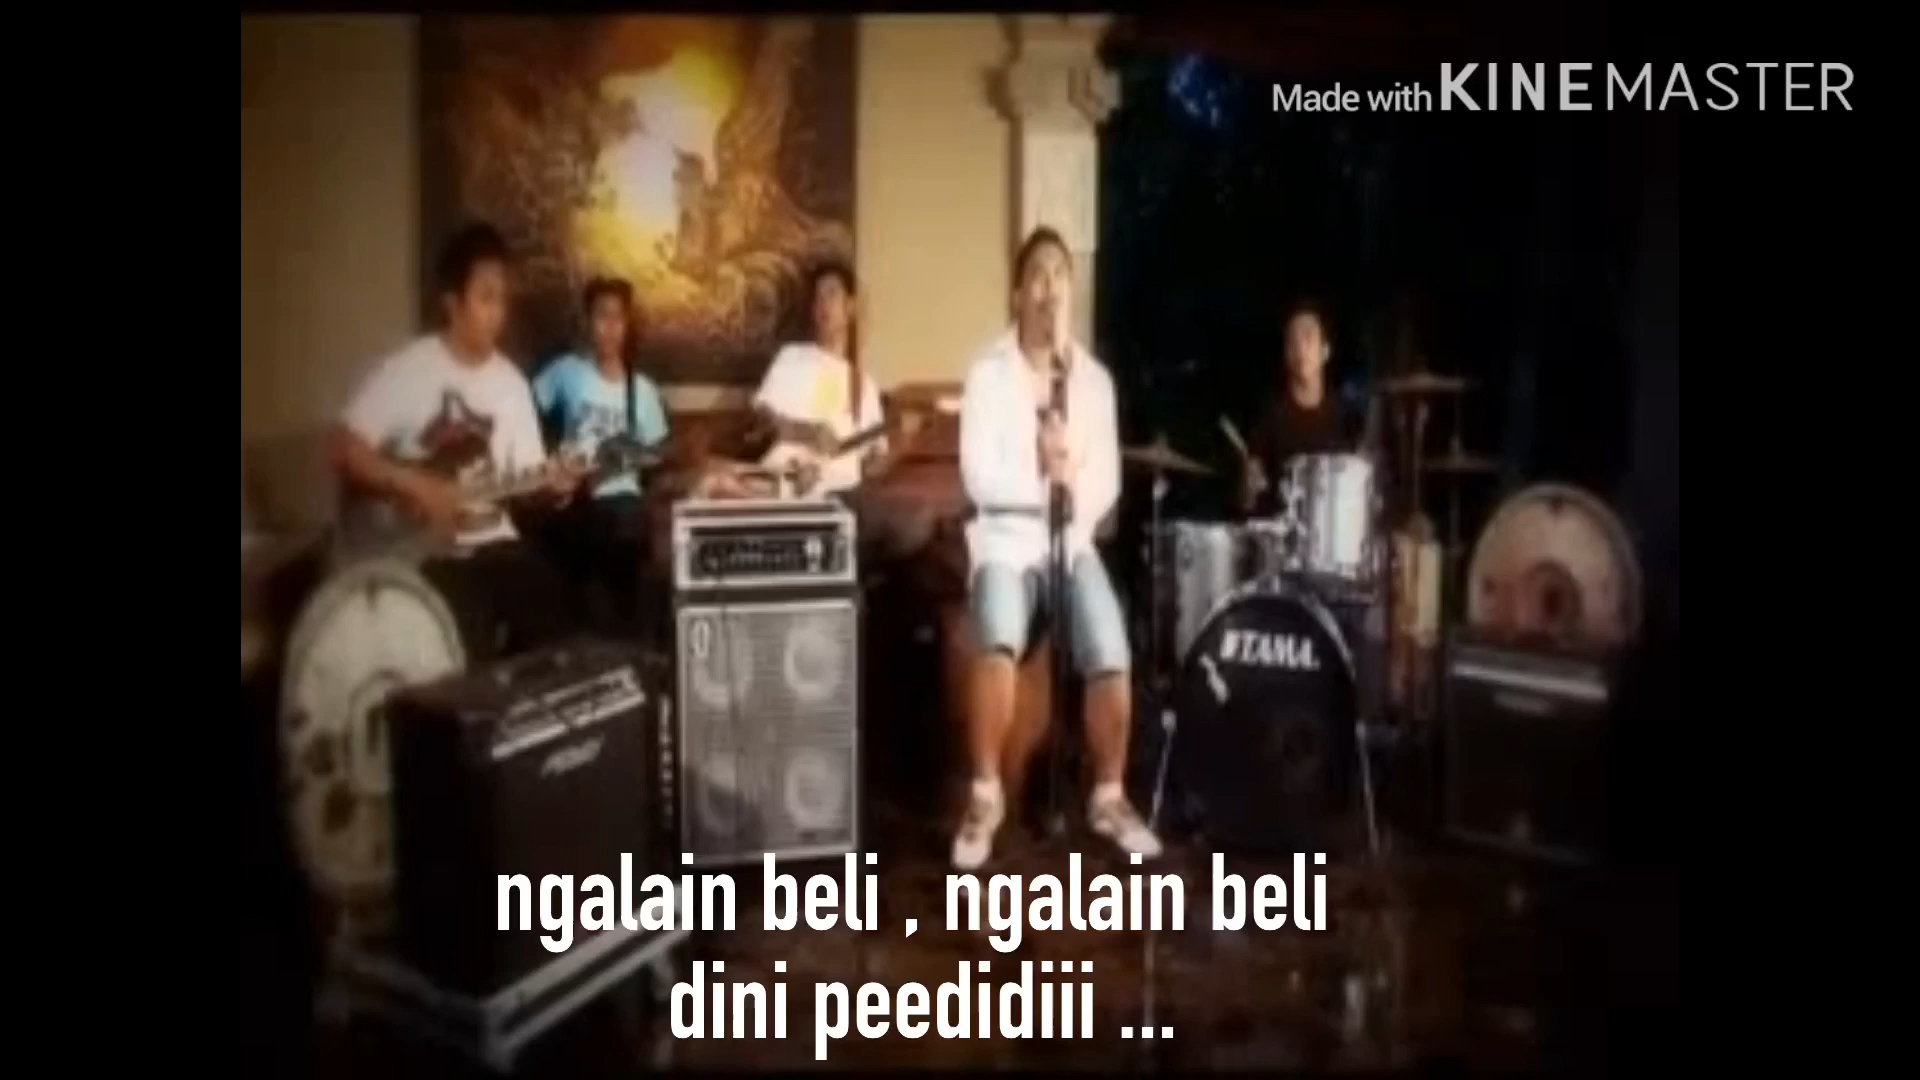 Made with KINEMASTER
TAMA
ngalain beli , ngalain beli
dini peedidiii ...